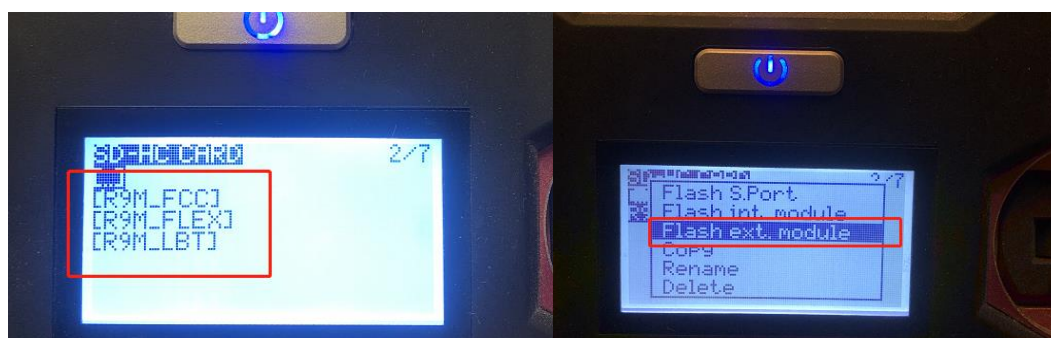 SD-HC CARD 2/7
[..]
[R9M_FCC]
[R9M_FLEX]
[R9M_LBT]
2/7
Flash S.Port
Flash int. module
Flash ext. module
Copy
Rename
Delete